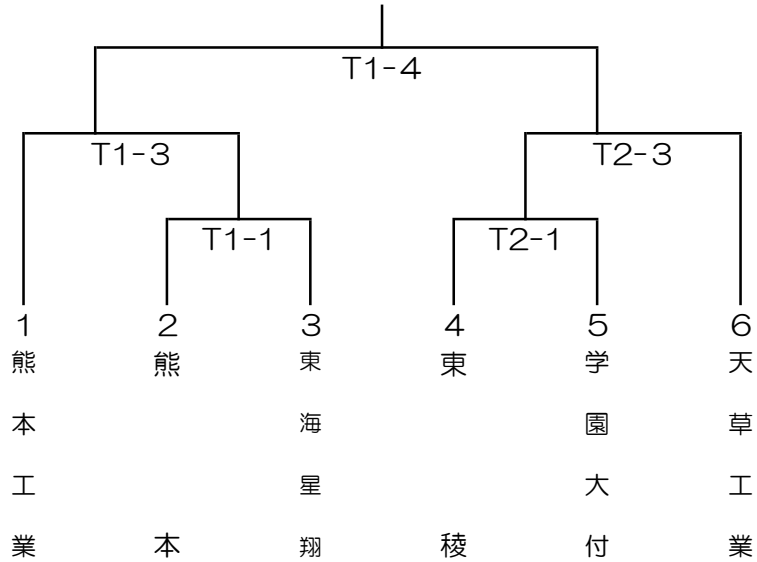 T1-4
T1-3
T2-3
T1-1
T2-1
1
2
3
4
5
6
熊本工業
熊本
東海星翔
東稜
学園大付
天草工業